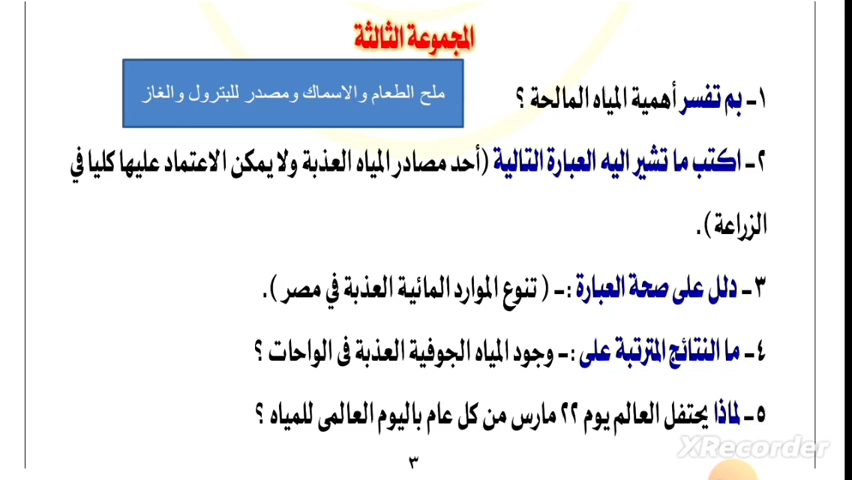 المجموعة الثالثة
١- بم تفسر أهمية المياه المالحة ؟
ملح الطعام والاسماك ومصدر للبترول والغاز
٢- اكتب ما تشير اليه العبارة التالية (أحد مصادر المياه العذبة ولا يمكن الاعتماد عليها كليا في
الزراعة).
٣- دلل على صحة العبارة :- ( تنوع الموارد المائية العذبة في مصر ).
٤- ما النتائج المترتبة على :- وجود المياه الجوفية العذبة فى الواحات ؟
٥- لماذا يحتفل العالم يوم ٢٢ مارس من كل عام باليوم العالمى للمياه ؟
XRecorder
٣